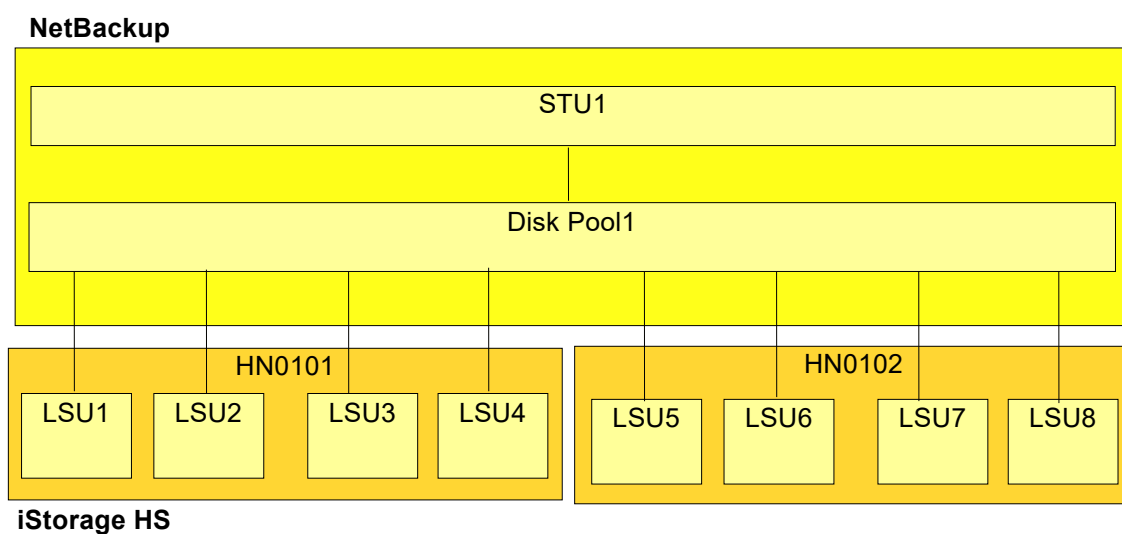 NetBackup
STU1
Disk Pool1
HN0101
HN0102
LSU1
LSU2
LSU3
LSU4
LSU5
LSU6
LSU7
LSU8
iStorage HS